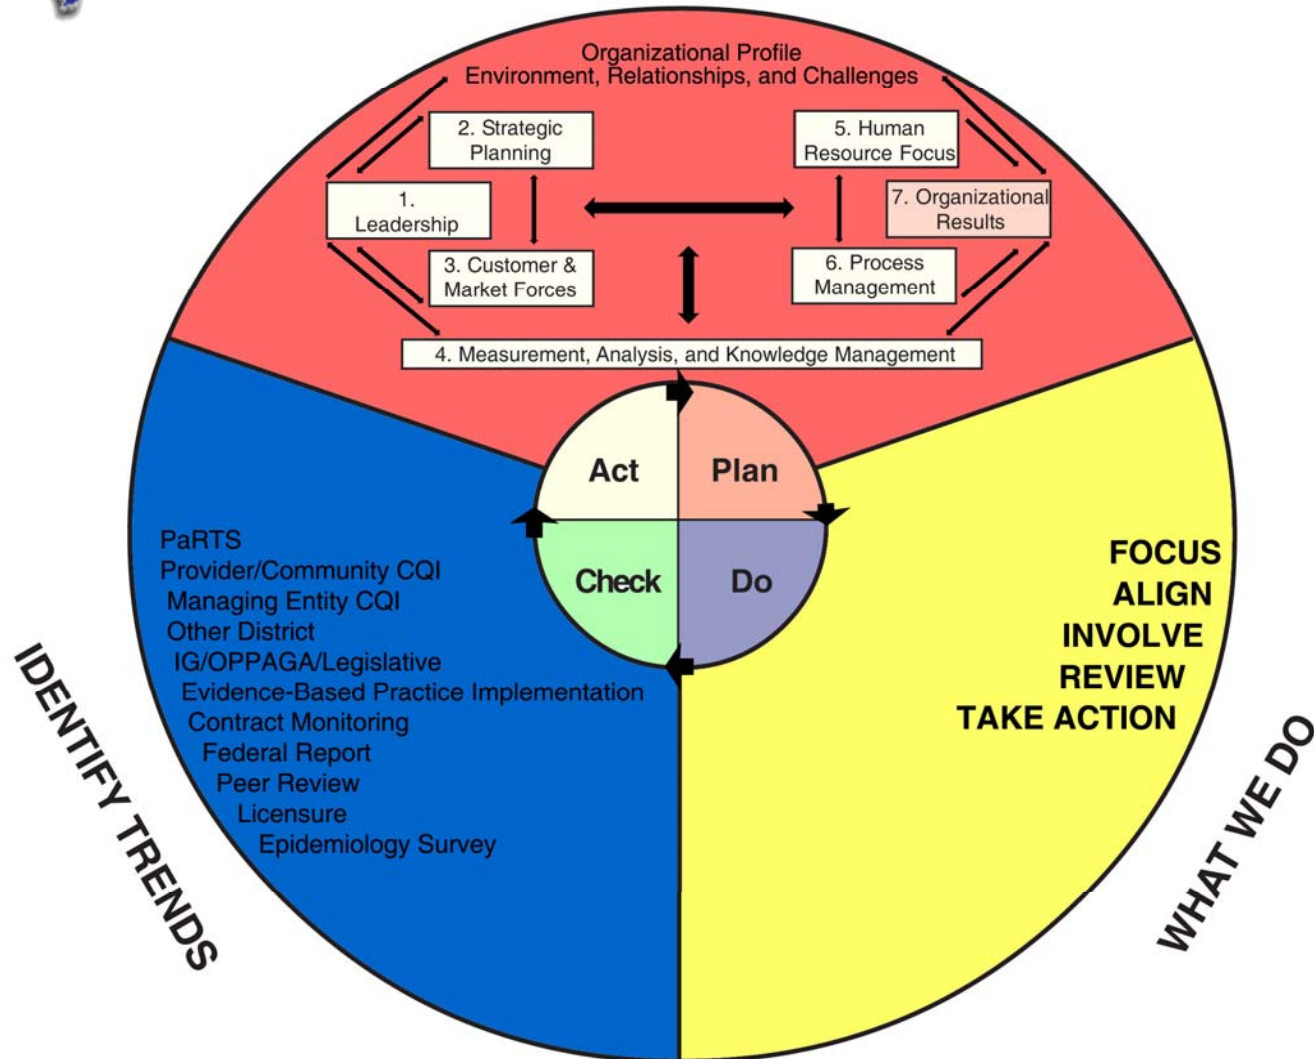 Organizational Profile
Environment, Relationships, and Challenges
2. Strategic
Planning
5. Human
Resource Focus
1.
Leadership
7. Organizational
Results
3. Customer &
Market Forces
6. Process
Management
4. Measurement, Analysis, and Knowledge Management
Act
Plan
Check
Do
PaRTS
Provider/Community CQI
Managing Entity CQI
Other District
IG/OPPAGA/Legislative
Evidence-Based Practice Implementation
Contract Monitoring
Federal Report
Peer Review
Licensure
Epidemiology Survey
FOCUS
ALIGN
INVOLVE
REVIEW
TAKE ACTION
IDENTIFY TRENDS
WHAT WE DO